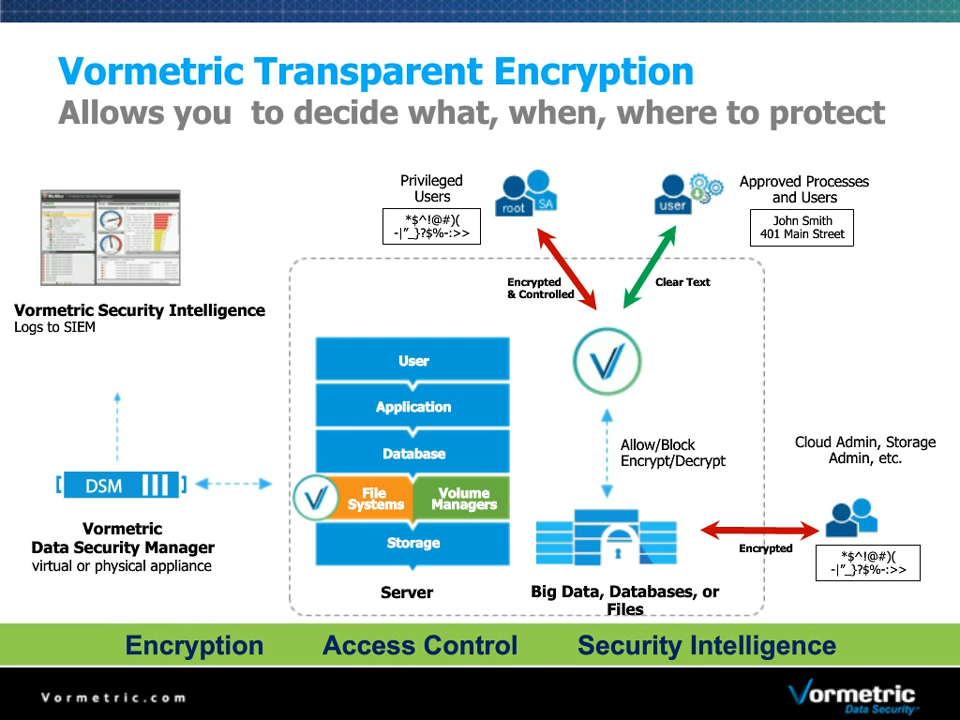 Vormetric Transparent Encryption
Allows you to decide what, when, where to protect
Privileged
Users
*$^!@#)(
-|"_}?$%-:>>
root
SA
user
Approved Processes
and Users
John Smith
401 Main Street
Encrypted
& Controlled
Clear Text
Vormetric Security Intelligence
Logs to SIEM
User
Application
Database
File
Systems
Volume
Managers
Storage
Server
Allow/Block
Encrypt/Decrypt
Big Data, Databases, or
Files
Cloud Admin, Storage
Admin, etc.
Encrypted
*$^!@#)(
-|"_}?$%-:>>
DSM
Vormetric
Data Security Manager
virtual or physical appliance
Encryption
Access Control
Security Intelligence
Vormetric.com
Vormetric
Data Security